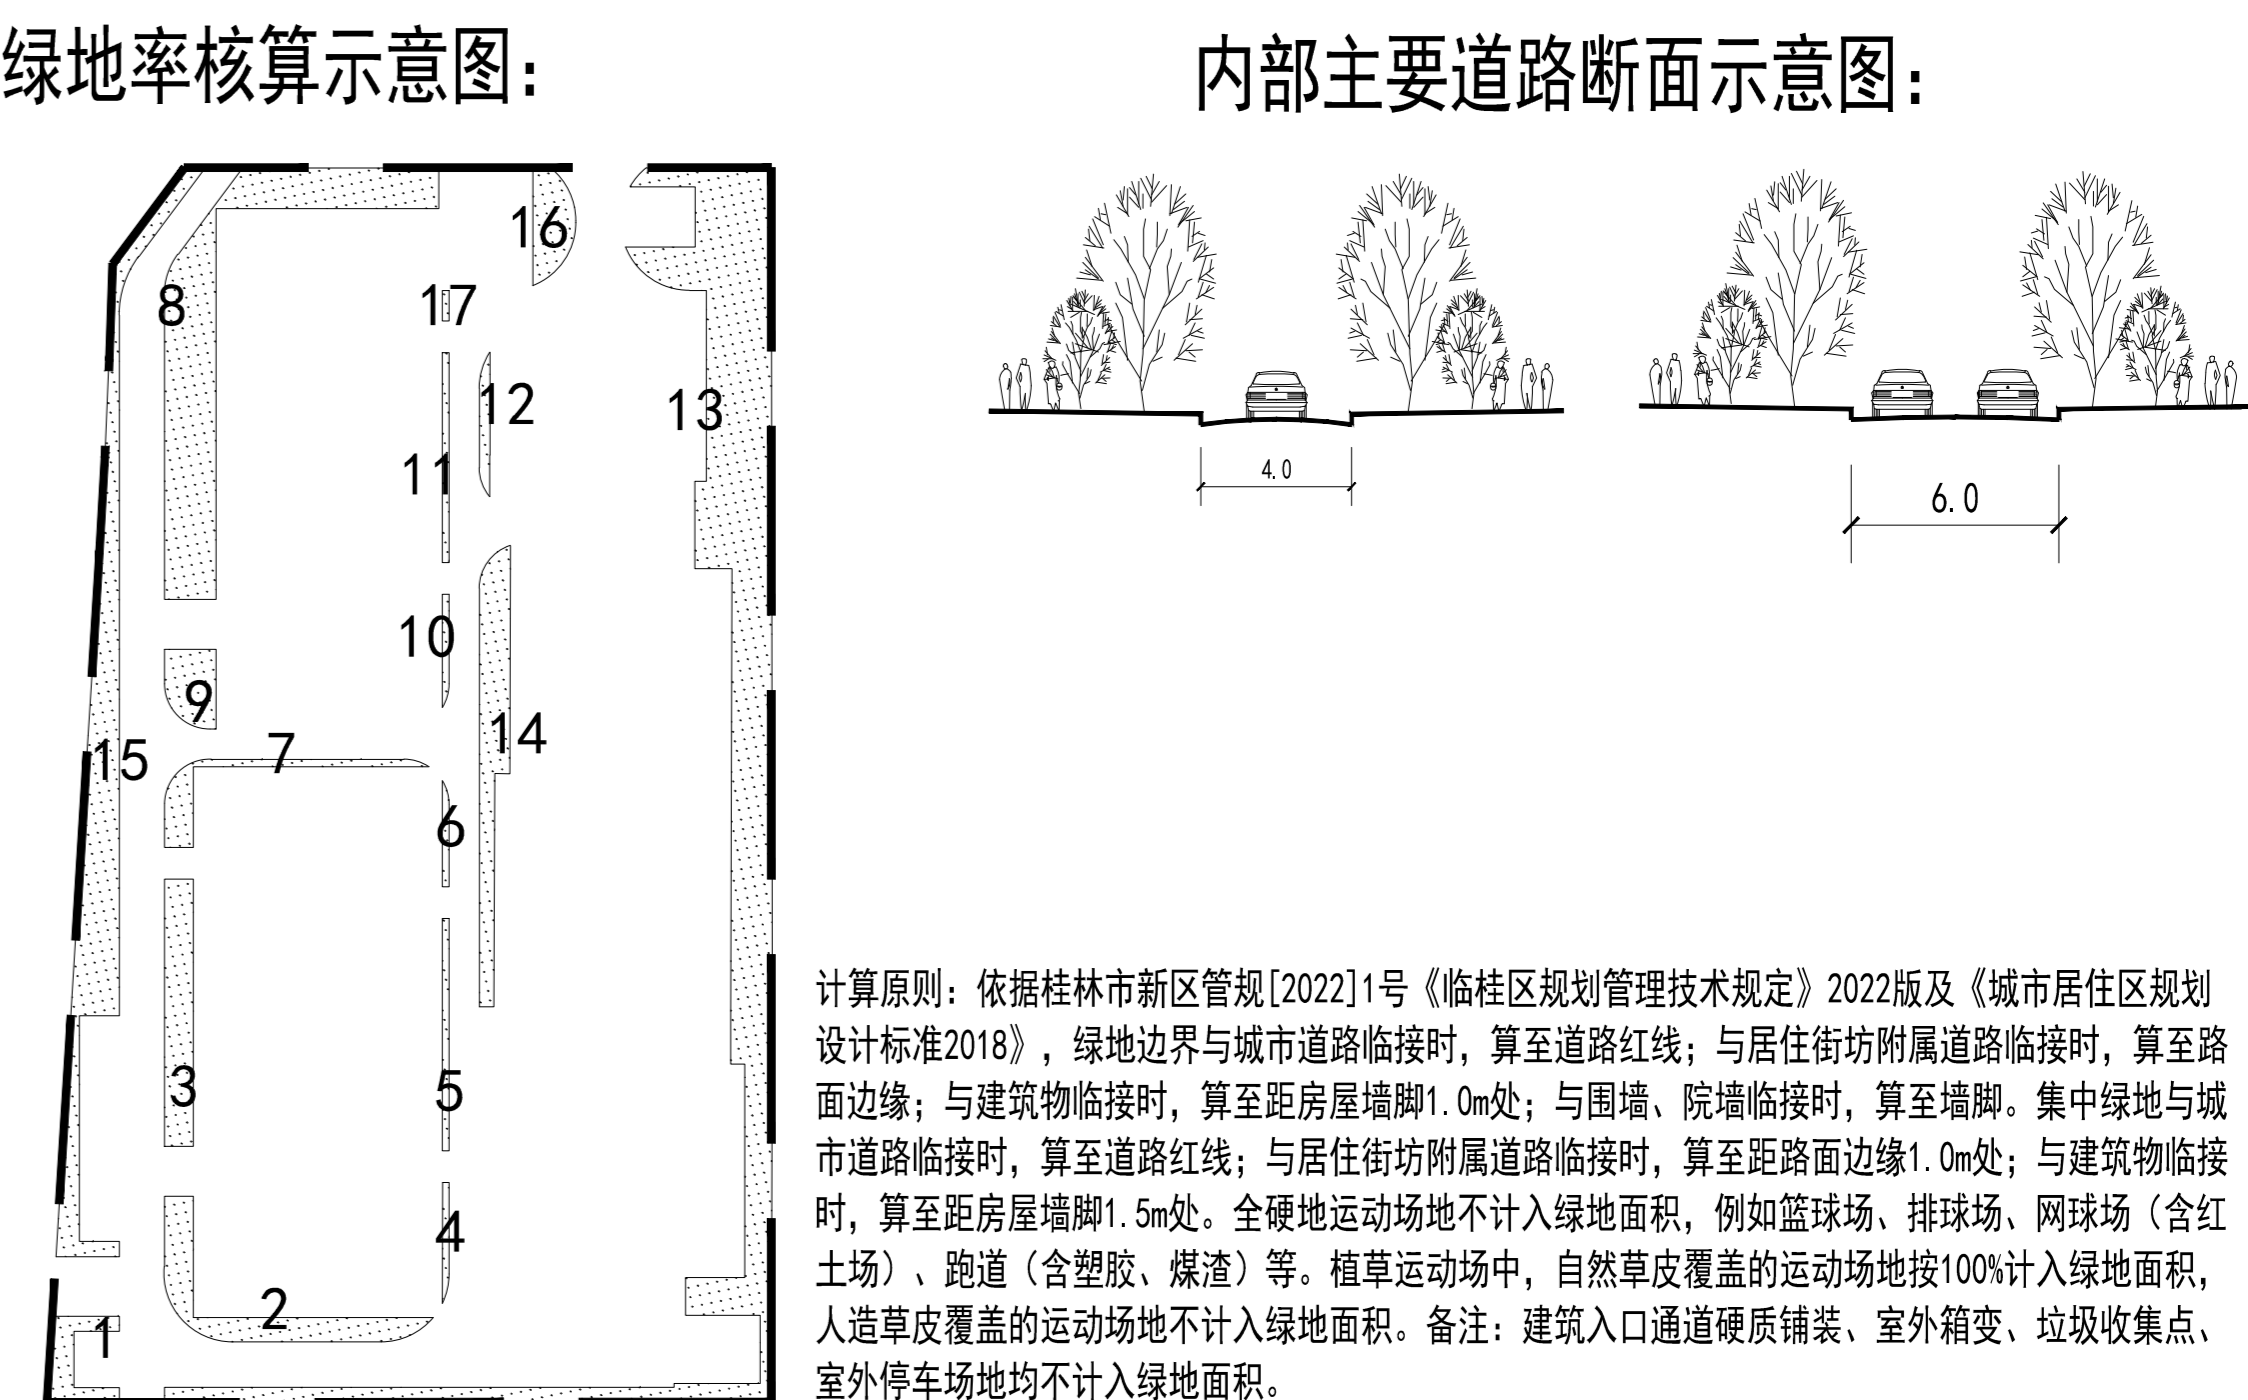 绿地率核算示意图：
内部主要道路断面示意图：
16
8
17
12
13
11
10
9
14
7
15
6
3
5
4
2
1
4.0
6.0
计算原则：依据桂林市新区管规[2022]1号《临桂区规划管理技术规定》2022版及《城市居住区规划
设计标准2018》，绿地边界与城市道路临接时，算至道路红线；与居住街坊附属道路临接时，算至路
面边缘；与建筑物临接时，算至距房屋墙脚1.0m处；与围墙、院墙临接时，算至墙脚。集中绿地与城
市道路临接时，算至道路红线；与居住街坊附属道路临接时，算至距路面边缘1.0m处；与建筑物临接
时，算至距房屋墙脚1.5m处。全硬地运动场地不计入绿地面积，例如篮球场、排球场、网球场（含红
土场）、跑道（含塑胶、煤渣）等。植草运动场中，自然草皮覆盖的运动场地按100%计入绿地面积，
人造草皮覆盖的运动场地不计入绿地面积。备注：建筑入口通道硬质铺装、室外箱变、垃圾收集点、
室外停车场地均不计入绿地面积。